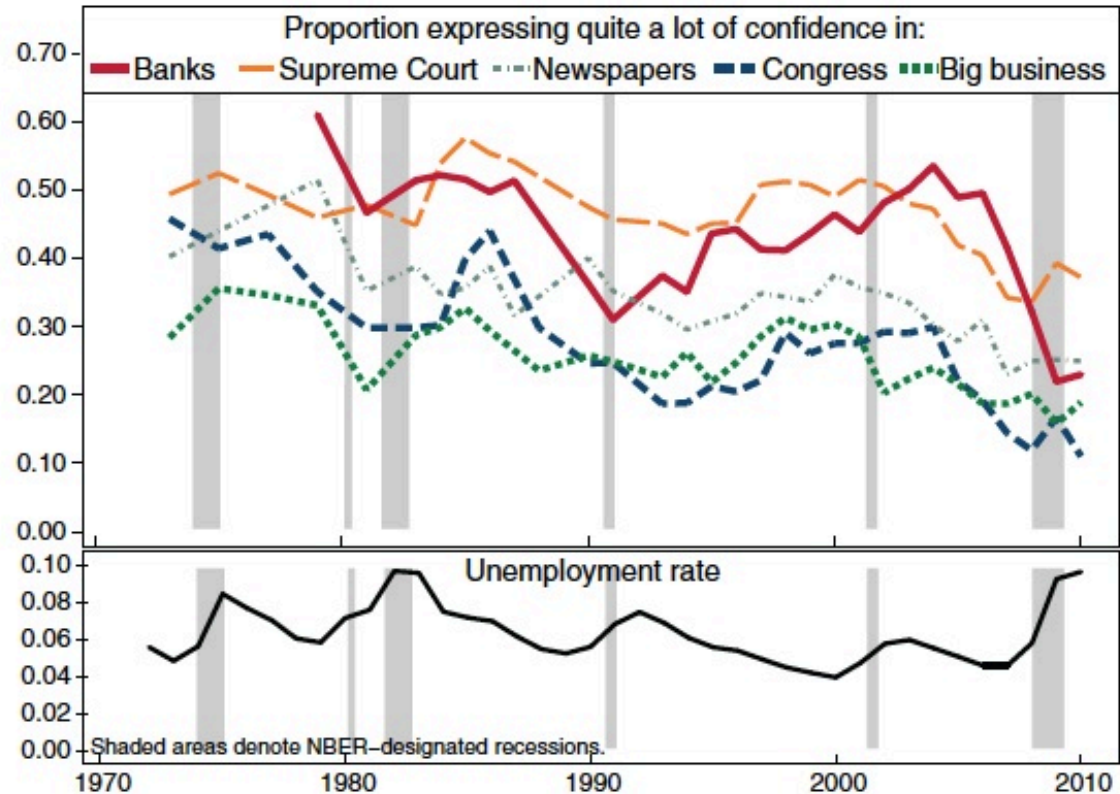 Proportion expressing quite a lot of confidence in:
Banks Supreme Court Newspapers Congress Big business
0.70
0.60
0.50
0.40
0.30
0.20
0.10
0.00
Unemployment rate
0.10
0.08
0.06
0.04
0.02
0.00
Shaded areas denote NBER–designated recessions.
1970 1980 1990 2000 2010